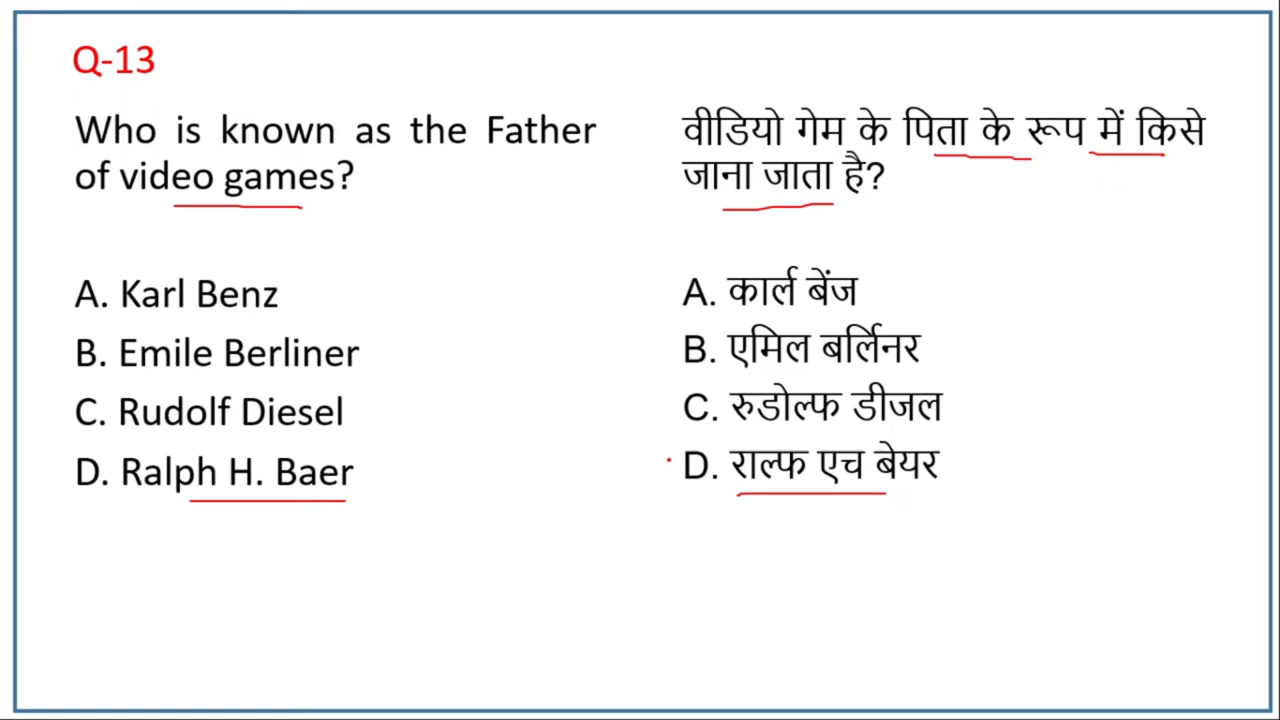 Q-13
Who is known as the Father
of video games?
A. Karl Benz
B. Emile Berliner
C. Rudolf Diesel
D. Ralph H. Baer
वीडियो गेम के पिता के रूप में किसे
जाना जाता है?
A. कार्ल बेंज
B. एमिल बर्लिनर
C. रुडोल्फ डीजल
D. राल्फ एच बेयर